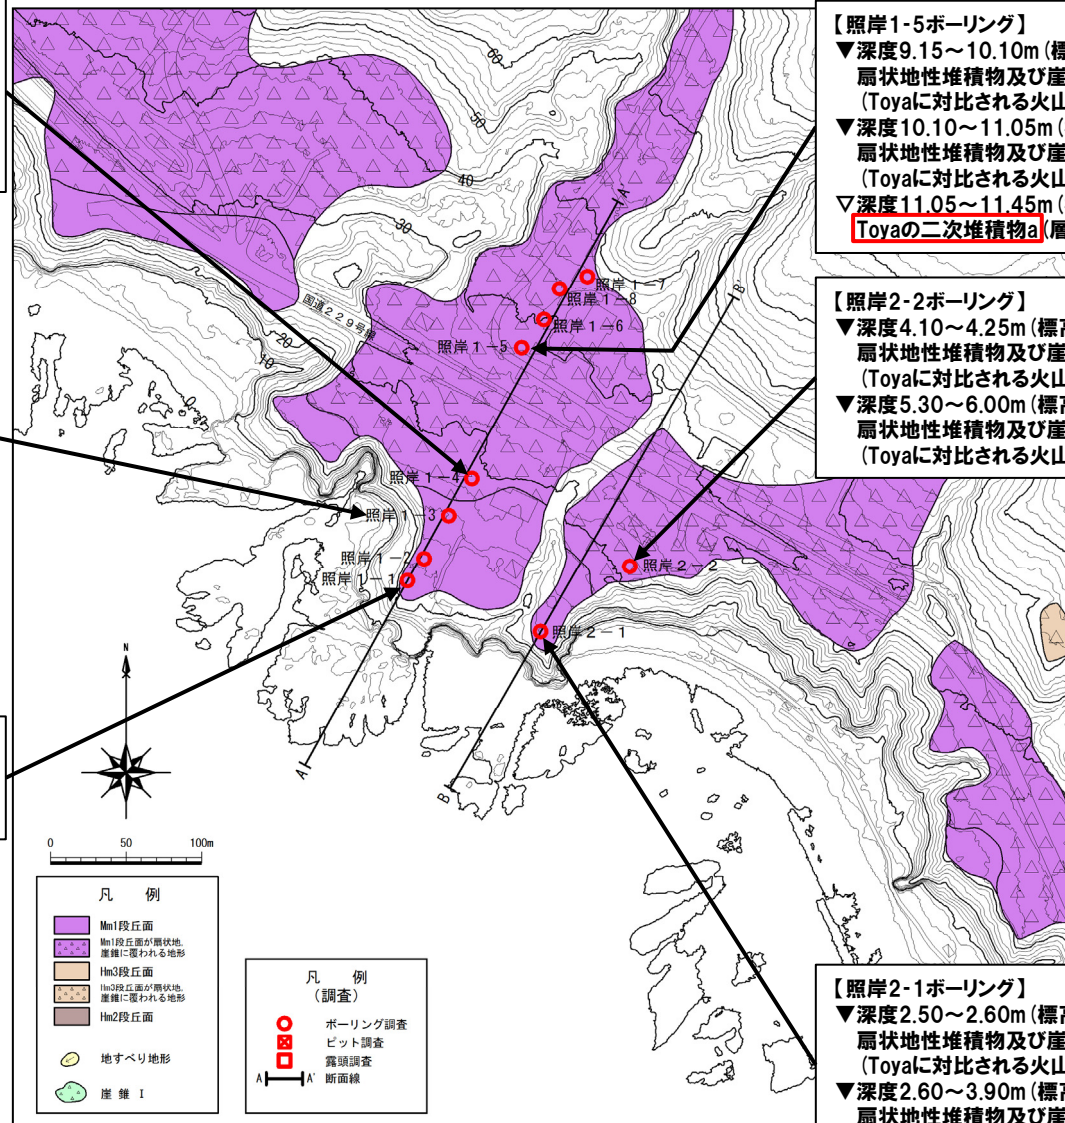 【照岸1-5ボーリング】
▼深度9.15～10.10m(標
扇状地性堆積物及び崖
(Toyaに対比される火山
▼深度10.10～11.05m(
扇状地性堆積物及び崖
(Toyaに対比される火山
▽深度11.05～11.45m(
Toyaの二次堆積物a(層
【照岸2-2ボーリング】
▼深度4.10～4.25m(標高
扇状地性堆積物及び崖
(Toyaに対比される火山
▼深度5.30～6.00m(標高
扇状地性堆積物及び崖
(Toyaに対比される火山
60
50
40
30
20
10
国道229号線
A
B
照岸1-7
照岸1-8
照岸1-6
照岸1-5
照岸1-4
照岸1-3
照岸1-2
照岸1-1
照岸2-2
照岸2-1
A
B
N
0 50 100m
凡 例
Mm1段丘面
Mm1段丘面が扇状地、
崖錐に覆われる地形
Hm3段丘面
Hm3段丘面が扇状地、
崖錐に覆われる地形
Hm2段丘面
地すべり地形
崖錐 I
凡 例
(調査)
ボーリング調査
ピット調査
露頭調査
A A' 断面線
【照岸2-1ボーリング】
▼深度2.50～2.60m(標高
扇状地性堆積物及び崖
(Toyaに対比される火山
▼深度2.60～3.90m(標高
扇状地性堆積物及び崖